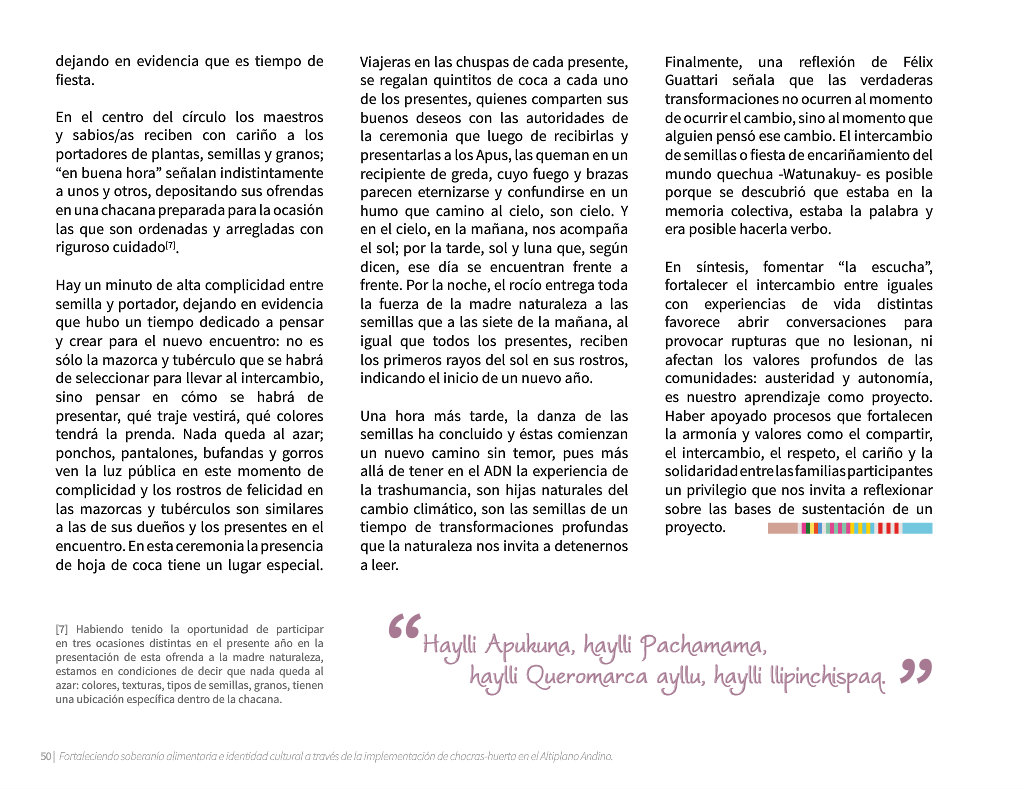 dejando en evidencia que es tiempo de
fiesta.
En el centro del círculo los maestros
y sabios/as reciben con cariño a los
portadores de plantas, semillas y granos;
“en buena hora” señalan indistintamente
a unos y otros, depositando sus ofrendas
en una chacana preparada para la ocasión
las que son ordenadas y arregladas con
riguroso cuidado[7].
Hay un minuto de alta complicidad entre
semilla y portador, dejando en evidencia
que hubo un tiempo dedicado a pensar
y crear para el nuevo encuentro: no es
sólo la mazorca y tubérculo que se habrá
de seleccionar para llevar al intercambio,
sino pensar en cómo se habrá de
presentar, qué traje vestirá, qué colores
tendrá la prenda. Nada queda al azar;
ponchos, pantalones, bufandas y gorros
ven la luz pública en este momento de
complicidad y los rostros de felicidad en
las mazorcas y tubérculos son similares
a las de sus dueños y los presentes en el
encuentro. En esta ceremonia la presencia
de hoja de coca tiene un lugar especial.
Viajeras en las chuspas de cada presente,
se regalan quintitos de coca a cada uno
de los presentes, quienes comparten sus
buenos deseos con las autoridades de
la ceremonia que luego de recibirlas y
presentarlas a los Apus, las queman en un
recipiente de greda, cuyo fuego y brazas
parecen eternizarse y confundirse en un
humo que camino al cielo, son cielo. Y
en el cielo, en la mañana, nos acompaña
el sol; por la tarde, sol y luna que, según
dicen, ese día se encuentran frente a
frente. Por la noche, el rocío entrega toda
la fuerza de la madre naturaleza a las
semillas que a las siete de la mañana, al
igual que todos los presentes, reciben
los primeros rayos del sol en sus rostros,
indicando el inicio de un nuevo año.
Una hora más tarde, la danza de las
semillas ha concluido y éstas comienzan
un nuevo camino sin temor, pues más
allá de tener en el ADN la experiencia de
la trashumancia, son hijas naturales del
cambio climático, son las semillas de un
tiempo de transformaciones profundas
que la naturaleza nos invita a detenernos
a leer.
Finalmente, una reflexión de Félix
Guattari señala que las verdaderas
transformaciones no ocurren al momento
de ocurrir el cambio, sino al momento que
alguien pensó ese cambio. El intercambio
de semillas o fiesta de encariñamiento del
mundo quechua -Watunakuy- es posible
porque se descubrió que estaba en la
memoria colectiva, estaba la palabra y
era posible hacerla verbo.
En síntesis, fomentar “la escucha”,
fortalecer el intercambio entre iguales
con experiencias de vida distintas
favorece abrir conversaciones para
provocar rupturas que no lesionan, ni
afectan los valores profundos de las
comunidades: austeridad y autonomía,
es nuestro aprendizaje como proyecto.
Haber apoyado procesos que fortalecen
la armonía y valores como el compartir,
el intercambio, el respeto, el cariño y la
solidaridad entre las familias participantes
un privilegio que nos invita a reflexionar
sobre las bases de sustentación de un
proyecto.
[7] Habiendo tenido la oportunidad de participar
en tres ocasiones distintas en el presente año en la
presentación de esta ofrenda a la madre naturaleza,
estamos en condiciones de decir que nada queda al
azar: colores, texturas, tipos de semillas, granos, tienen
una ubicación específica dentro de la chacana.
“Haylli Apukuna, haylli Pachamama,
haylli Queromarca ayllu, haylli llipinchispaq.”
50| Fortaleciendo soberanía alimentaria e identidad cultural a través de la implementación de chacras-huerta en el Altiplano Andino.